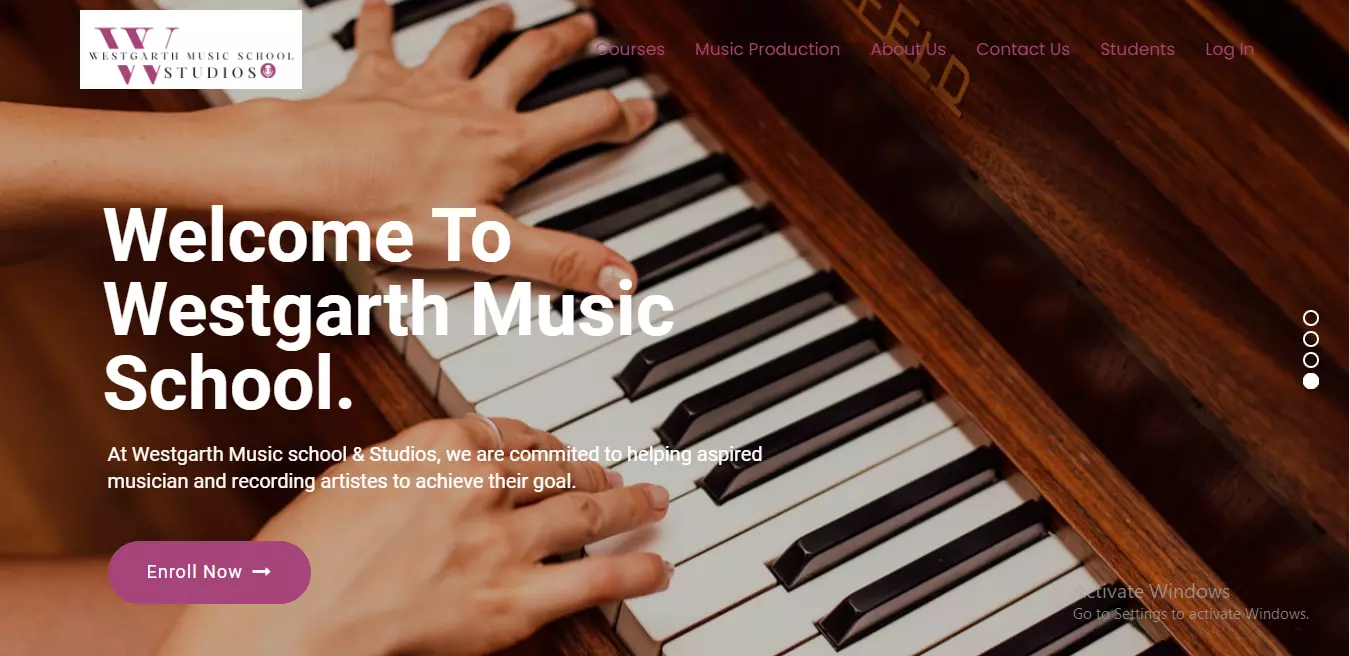 WESTGARTH MUSIC SCHOOL
STUDIOS
Courses
Music Production
About Us
Contact Us
Students
Log In
Welcome To
Westgarth Music
School.
At Westgarth Music school & Studios, we are commited to helping aspired
musician and recording artistes to achieve their goal.
Enroll Now
Activate Windows
Go to Settings to activate Windows.